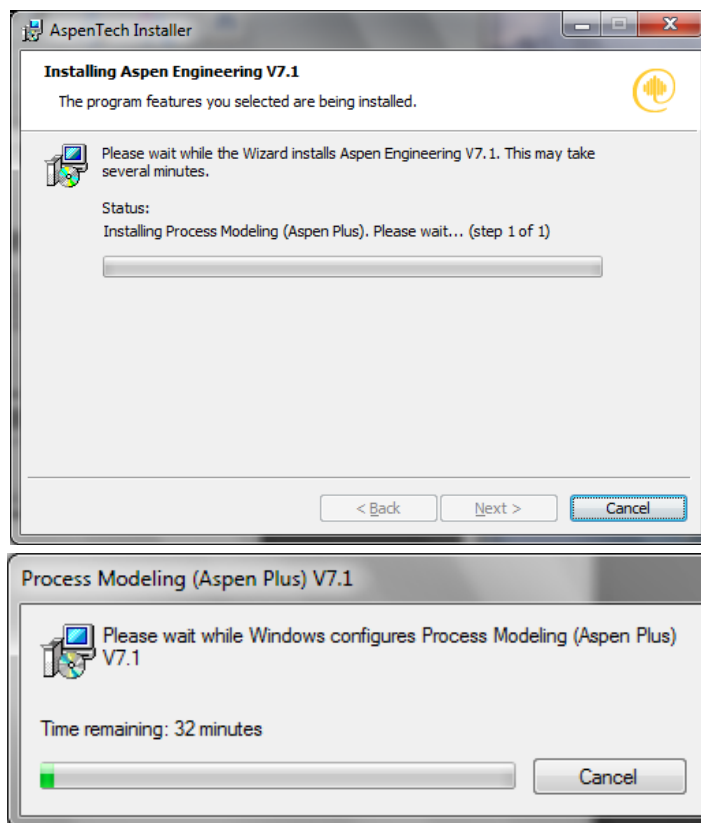 AspenTech Installer
Installing Aspen Engineering V7.1
The program features you selected are being installed.
Please wait while the Wizard installs Aspen Engineering V7.1. This may take
several minutes.
Status:
Installing Process Modeling (Aspen Plus). Please wait... (step 1 of 1)
< Back
Next >
Cancel
Process Modeling (Aspen Plus) V7.1
Please wait while Windows configures Process Modeling (Aspen Plus)
V7.1
Time remaining: 32 minutes
Cancel